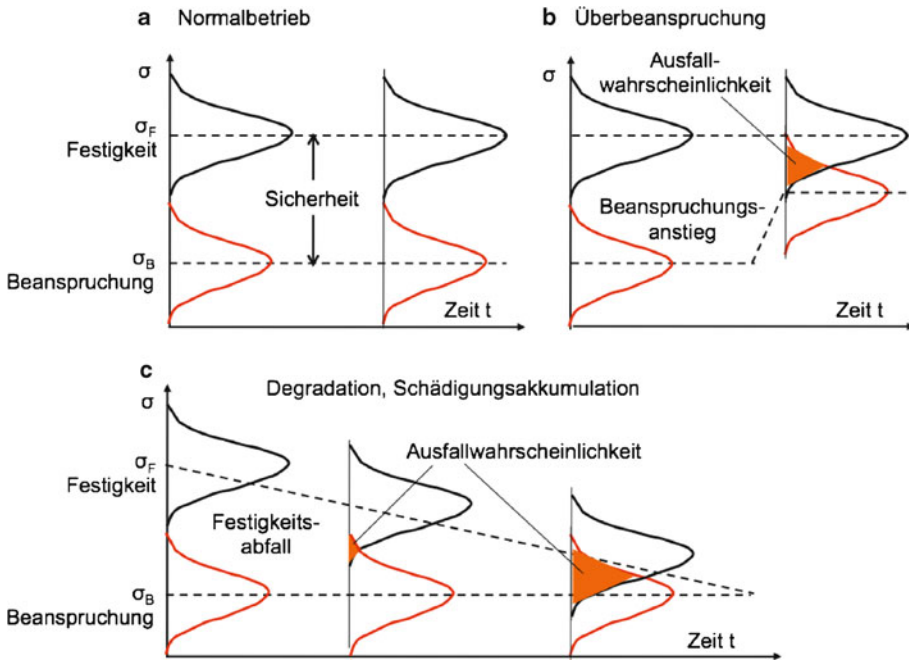 a Normalbetrieb
σ
σF
Festigkeit
Sicherheit
σB
Beanspruchung
Zeit t
b Überbeanspruchung
σ
Ausfall-
wahrscheinlichkeit
Beanspruchungs-
anstieg
Zeit t
c
Degradation, Schädigungsakkumulation
σ
σF
Festigkeit
Ausfallwahrscheinlichkeit
Festigkeits-
abfall
σB
Beanspruchung
Zeit t